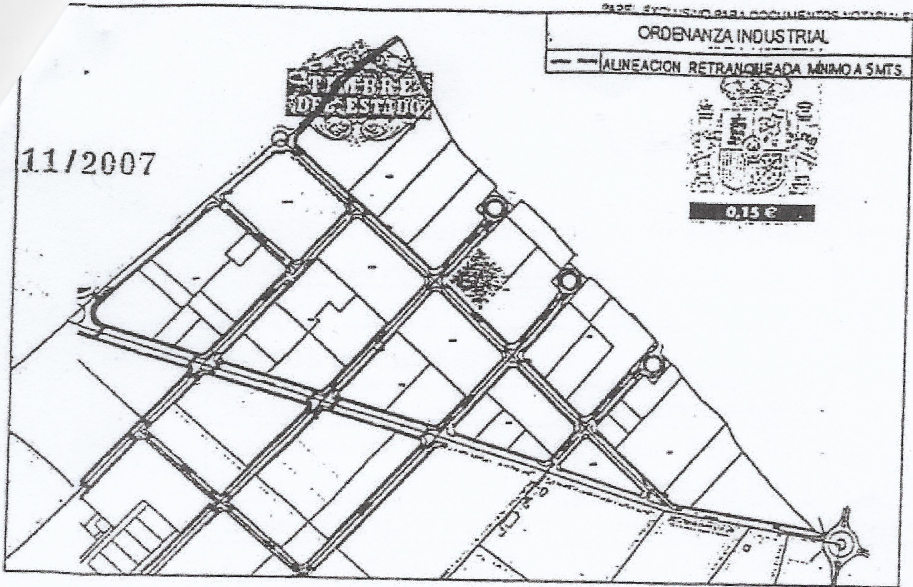 PAPEL EXCLUSIVO PARA DOCUMENTOS NOTARIALES
ORDENANZA INDUSTRIAL
ALINEACION RETRANQUEADA MÍNIMO A 5 MTS.
TIMBRE
DEL ESTADO
11/2007
0,15 €